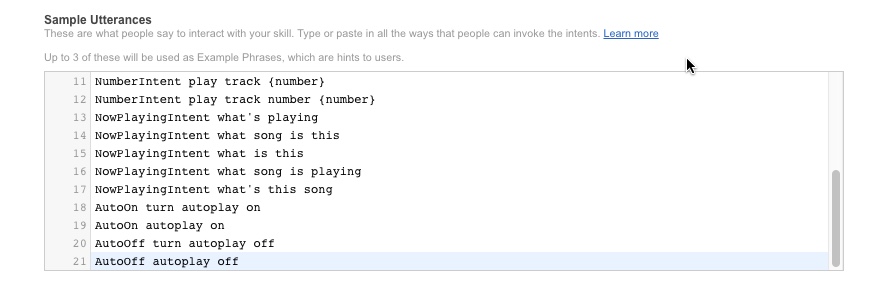 Sample Utterances
These are what people say to interact with your skill. Type or paste in all the ways that people can invoke the intents. Learn more
Up to 3 of these will be used as Example Phrases, which are hints to users.
11 NumberIntent play track {number}
12 NumberIntent play track number {number}
13 NowPlayingIntent what's playing
14 NowPlayingIntent what song is this
15 NowPlayingIntent what is this
16 NowPlayingIntent what song is playing
17 NowPlayingIntent what's this song
18 AutoOn turn autoplay on
19 AutoOn autoplay on
20 AutoOff turn autoplay off
21 AutoOff autoplay off